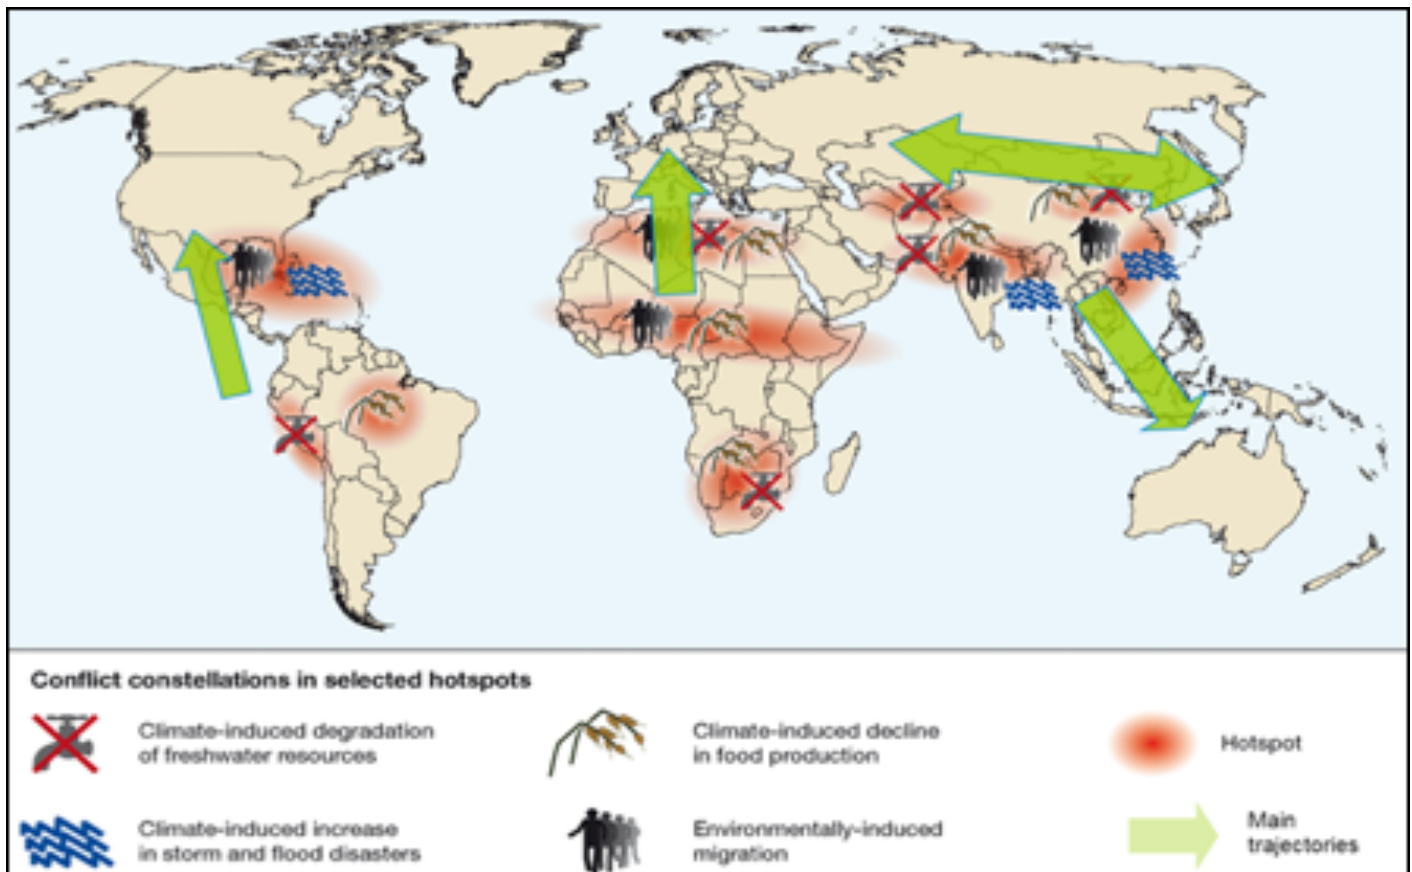 Conflict constellations in selected hotspots
Climate-induced degradation
of freshwater resources
Climate-induced decline
in food production
Hotspot
Climate-induced increase
in storm and flood disasters
Environmentally-induced
migration
Main
trajectories